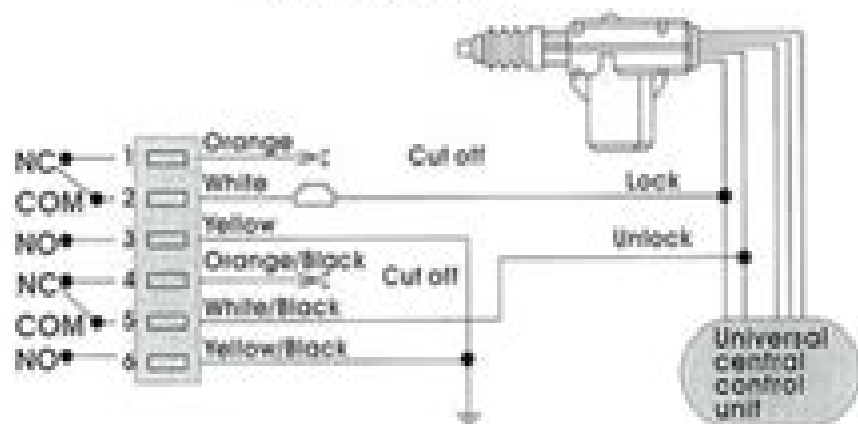 NC 1 Orange Cut off
COM 2 White Lock
NO 3 Yellow Unlock
NC 4 Orange/Black Cut off
COM 5 White/Black
NO 6 Yellow/Black
Universal
central
control
unit